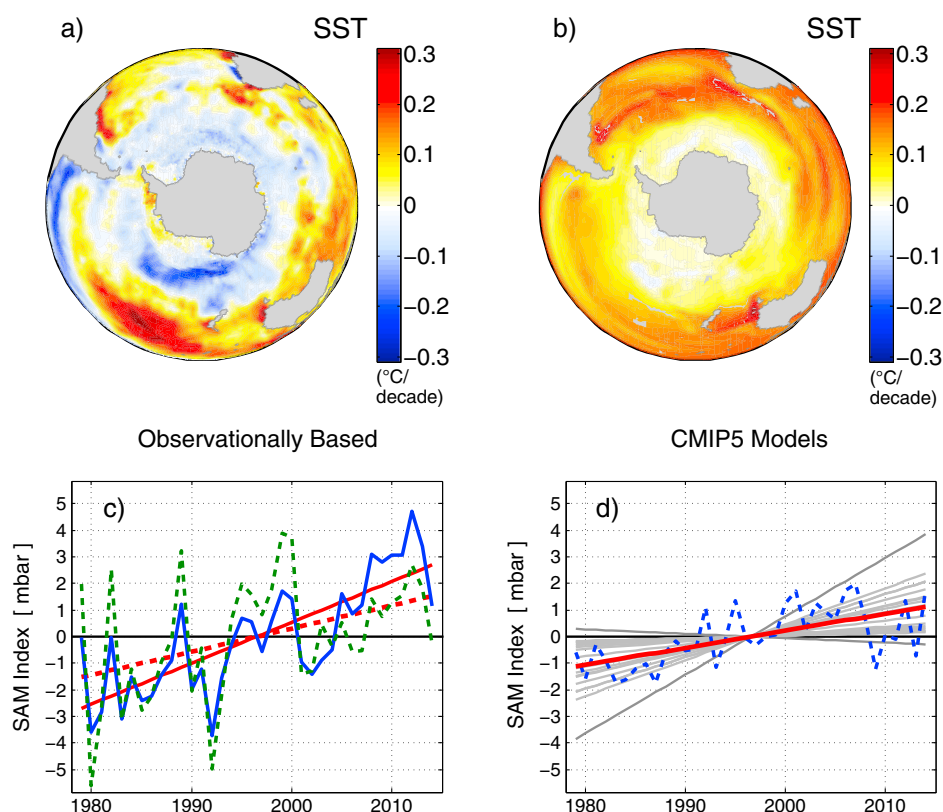 a) SST
0.3
0.2
0.1
0
−0.1
−0.2
−0.3
(°C/
decade)
b) SST
0.3
0.2
0.1
0
−0.1
−0.2
−0.3
(°C/
decade)
Observationally Based
CMIP5 Models
c)
SAM Index [ mbar ]
5
4
3
2
1
0
−1
−2
−3
−4
−5
1980 1990 2000 2010
d)
SAM Index [ mbar ]
5
4
3
2
1
0
−1
−2
−3
−4
−5
1980 1990 2000 2010